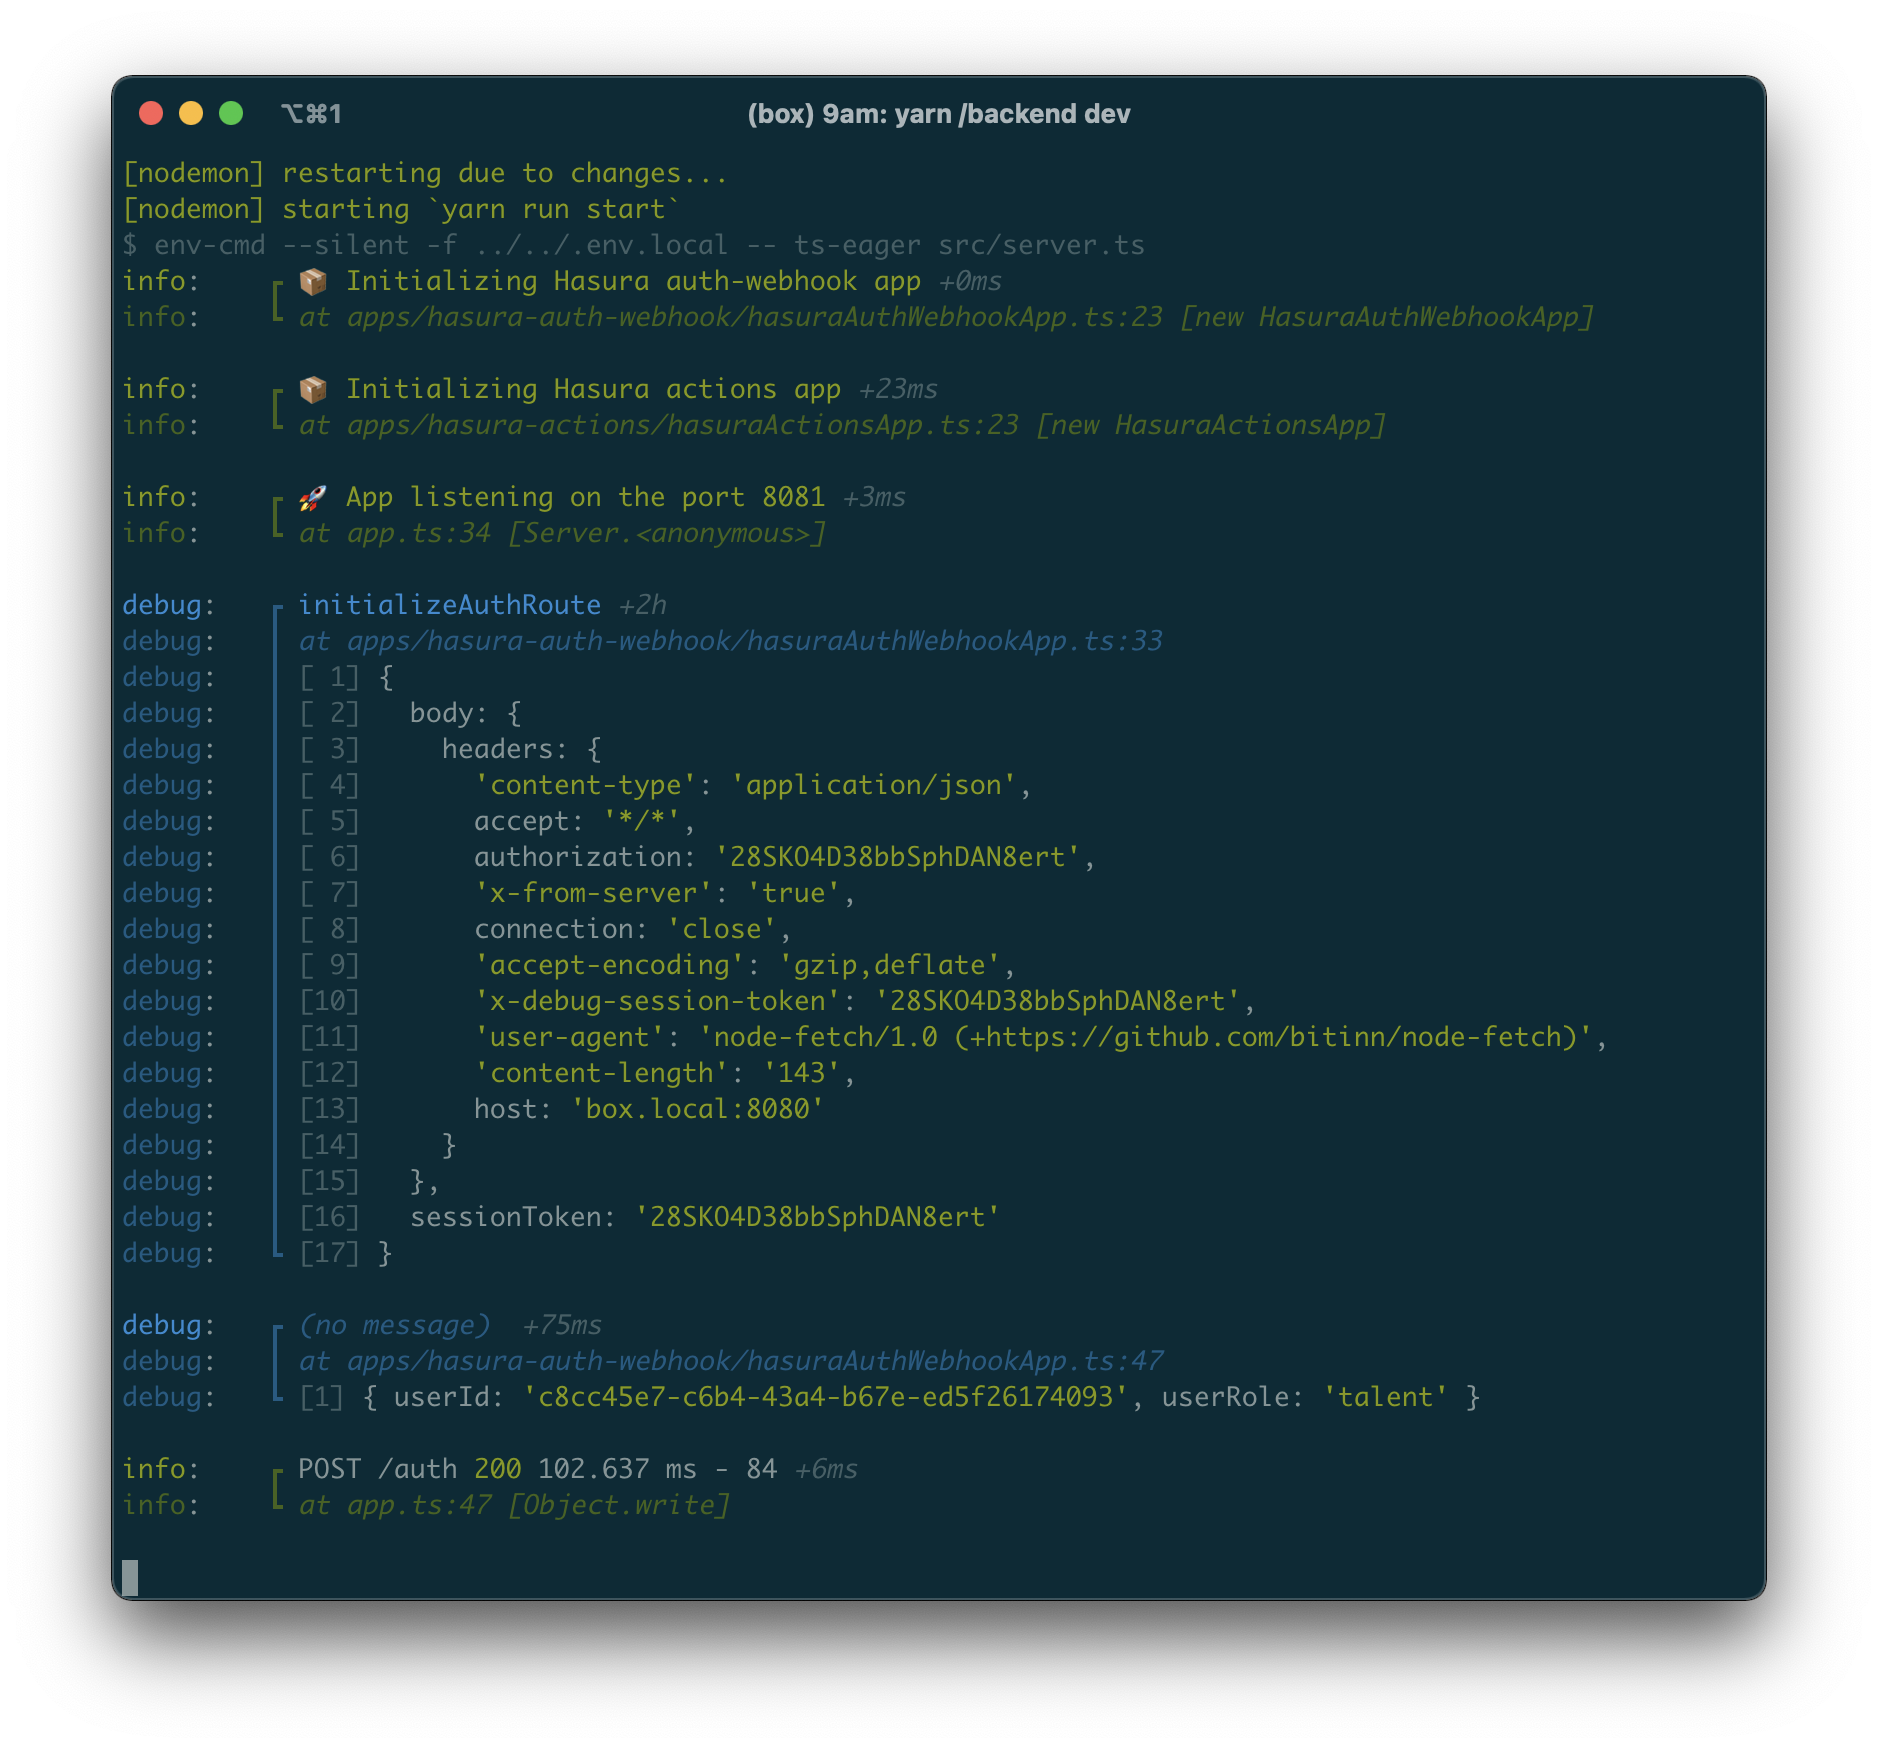 ⌥⌘1
(box) 9am: yarn /backend dev
[nodemon] restarting due to changes...
[nodemon] starting `yarn run start`
$ env-cmd --silent -f ../../.env.local -- ts-eager src/server.ts
info: 📦 Initializing Hasura auth-webhook app +0ms
info: at apps/hasura-auth-webhook/hasuraAuthWebhookApp.ts:23 [new HasuraAuthWebhookApp]
info: 📦 Initializing Hasura actions app +23ms
info: at apps/hasura-actions/hasuraActionsApp.ts:23 [new HasuraActionsApp]
info: 🚀 App listening on the port 8081 +3ms
info: at app.ts:34 [Server.<anonymous>]
debug: initializeAuthRoute +2h
debug: at apps/hasura-auth-webhook/hasuraAuthWebhookApp.ts:33
debug: [ 1] {
debug: [ 2]   body: {
debug: [ 3]     headers: {
debug: [ 4]       'content-type': 'application/json',
debug: [ 5]       accept: '*/*',
debug: [ 6]       authorization: '28SKO4D38bbSphDAN8ert',
debug: [ 7]       'x-from-server': 'true',
debug: [ 8]       connection: 'close',
debug: [ 9]       'accept-encoding': 'gzip,deflate',
debug: [10]       'x-debug-session-token': '28SKO4D38bbSphDAN8ert',
debug: [11]       'user-agent': 'node-fetch/1.0 (+https://github.com/bitinn/node-fetch)',
debug: [12]       'content-length': '143',
debug: [13]       host: 'box.local:8080'
debug: [14]     }
debug: [15]   },
debug: [16]   sessionToken: '28SKO4D38bbSphDAN8ert'
debug: [17] }
debug: (no message)  +75ms
debug: at apps/hasura-auth-webhook/hasuraAuthWebhookApp.ts:47
debug: [1] { userId: 'c8cc45e7-c6b4-43a4-b67e-ed5f26174093', userRole: 'talent' }
info: POST /auth 200 102.637 ms - 84 +6ms
info: at app.ts:47 [Object.write]